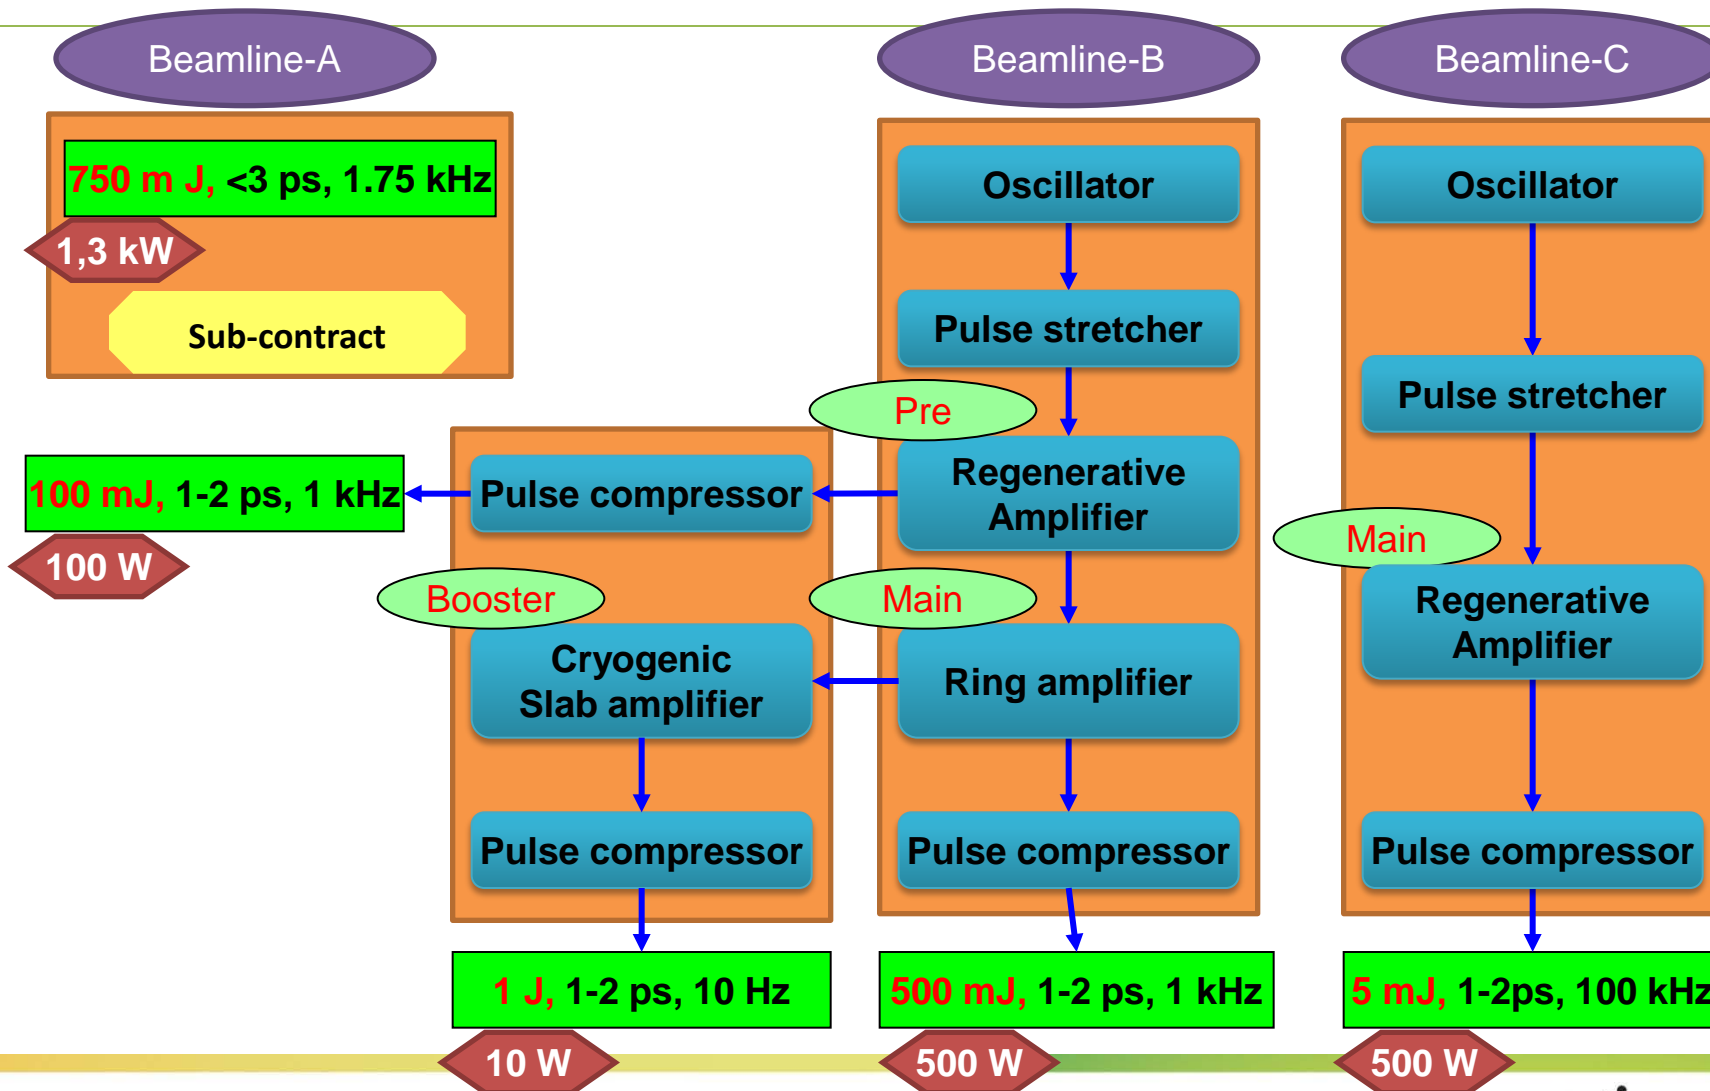 Beamline-A
750 m J, <3 ps, 1.75 kHz
1,3 kW
Sub-contract
100 mJ, 1-2 ps, 1 kHz
100 W
Pulse compressor
Booster
Cryogenic
Slab amplifier
Pulse compressor
1 J, 1-2 ps, 10 Hz
10 W
Beamline-B
Oscillator
Pulse stretcher
Pre
Regenerative
Amplifier
Main
Ring amplifier
Pulse compressor
500 mJ, 1-2 ps, 1 kHz
500 W
Beamline-C
Oscillator
Pulse stretcher
Main
Regenerative
Amplifier
Pulse compressor
5 mJ, 1-2ps, 100 kHz
500 W